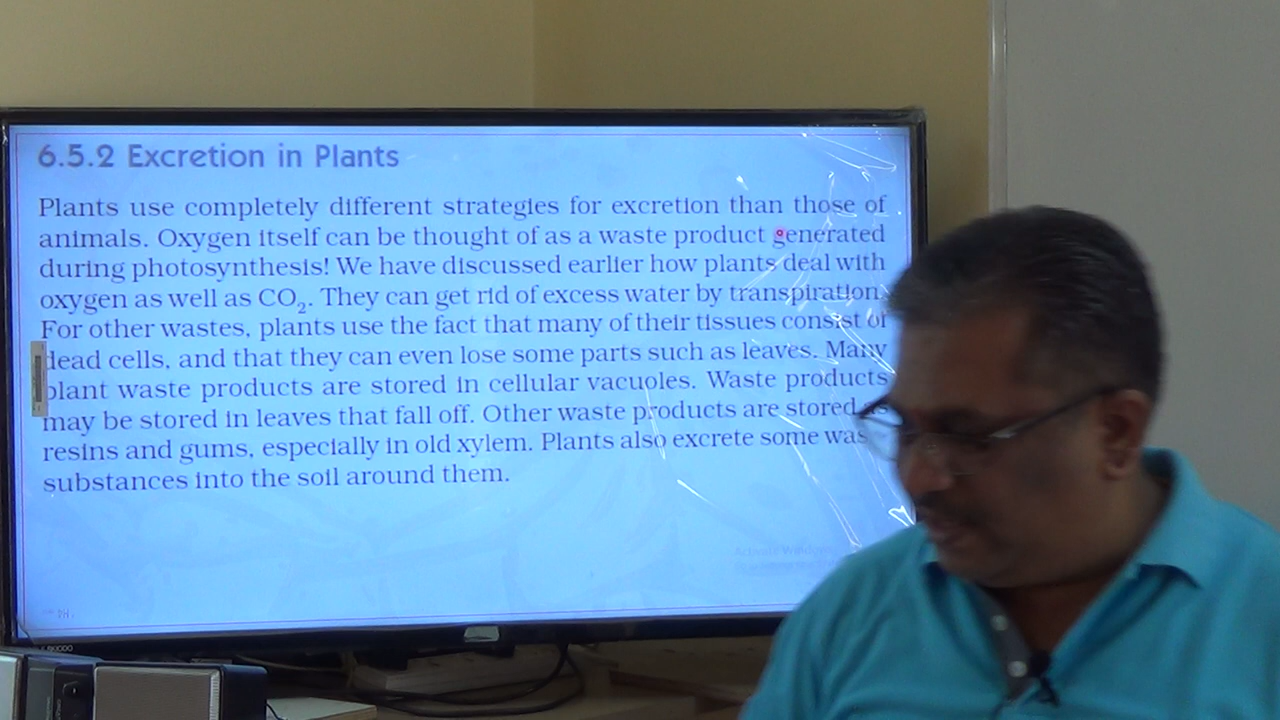 6.5.2 Excretion in Plants
Plants use completely different strategies for excretion than those of
animals. Oxygen itself can be thought of as a waste product generated
during photosynthesis! We have discussed earlier how plants deal with
oxygen as well as CO₂. They can get rid of excess water by transpiration.
For other wastes, plants use the fact that many of their tissues consist of
dead cells, and that they can even lose some parts such as leaves. Many
plant waste products are stored in cellular vacuoles. Waste products
may be stored in leaves that fall off. Other waste products are stored as
resins and gums, especially in old xylem. Plants also excrete some
substances into the soil around them.
Activate Windows